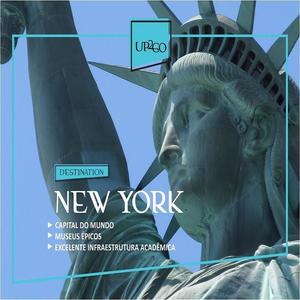 UP2GO
DESTINATION
NEW YORK
CAPITAL DO MUNDO
MUSEUS ÉPICOS
EXCELENTE INFRAESTRUTURA ACADÊMICA